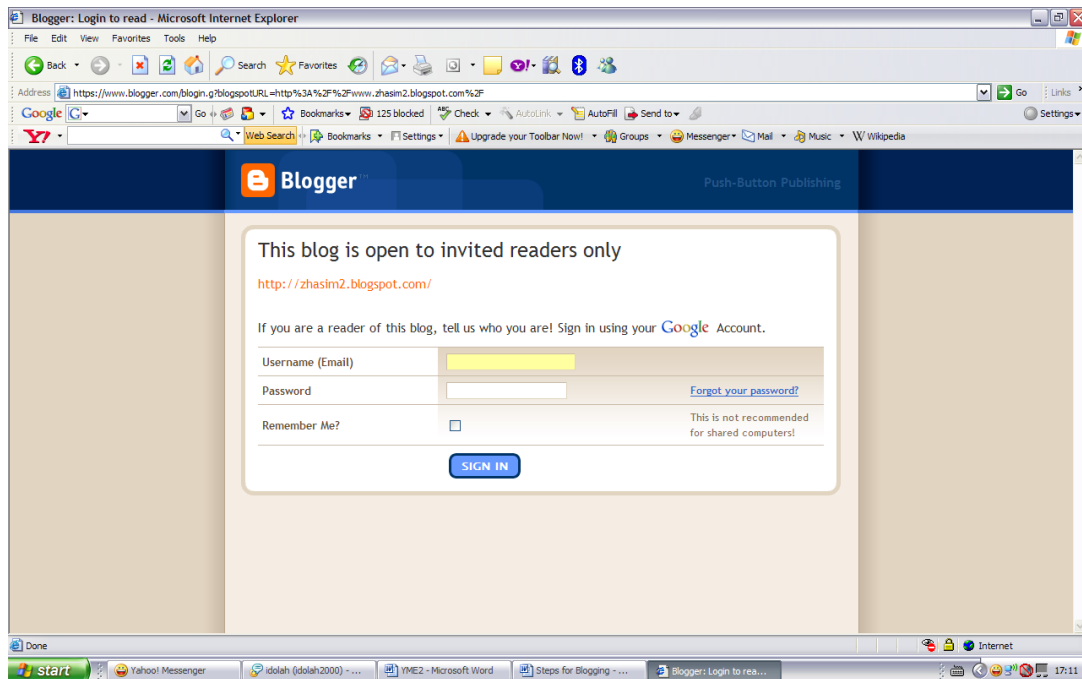 Blogger: Login to read - Microsoft Internet Explorer
File Edit View Favorites Tools Help
Back Search Favorites
Address https://www.blogger.com/blogin.g?blogspotURL=http%3A%2F%2Fwww.zhasim2.blogspot.com%2F Go Links
Google G Go Bookmarks 125 blocked ABC Check AutoLink AutoFill Send to Settings
Y! Web Search Bookmarks Settings Upgrade your Toolbar Now! Groups Messenger Mail Music W Wikipedia
Blogger™ Push-Button Publishing
This blog is open to invited readers only
http://zhasim2.blogspot.com/
If you are a reader of this blog, tell us who you are! Sign in using your Google Account.
Username (Email)
Password Forgot your password?
Remember Me? This is not recommended
for shared computers!
SIGN IN
Done Internet
start Yahoo! Messenger idolah (idolah2000) - ... YME2 - Microsoft Word Steps for Blogging - ... Blogger: Login to rea... 17:11